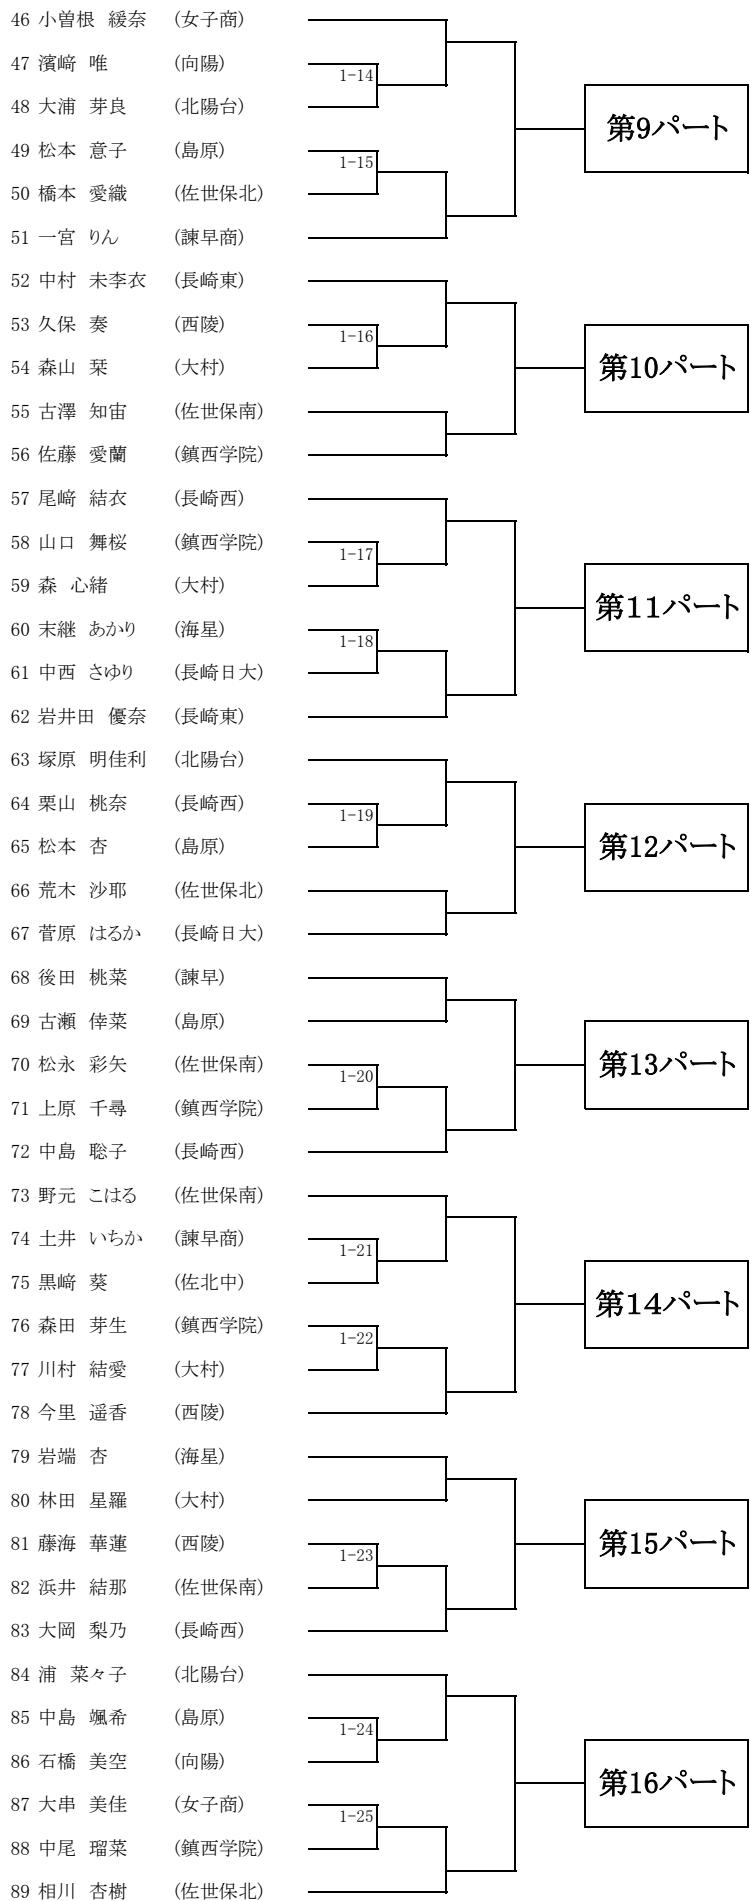 46 小曽根 緩奈 (女子商)
47 濱﨑 唯 (向陽)
1-14
48 大浦 芽良 (北陽台)
第9パート
49 松本 意子 (島原)
1-15
50 橋本 愛織 (佐世保北)
51 一宮 りん (諫早商)
52 中村 未李衣 (長崎東)
53 久保 奏 (西陵)
1-16
54 森山 栞 (大村)
第10パート
55 古澤 知宙 (佐世保南)
56 佐藤 愛蘭 (鎮西学院)
57 尾﨑 結衣 (長崎西)
58 山口 舞桜 (鎮西学院)
1-17
59 森 心緒 (大村)
第11パート
60 末継 あかり (海星)
1-18
61 中西 さゆり (長崎日大)
62 岩井田 優奈 (長崎東)
63 塚原 明佳利 (北陽台)
64 栗山 桃奈 (長崎西)
1-19
65 松本 杏 (島原)
第12パート
66 荒木 沙耶 (佐世保北)
67 菅原 はるか (長崎日大)
68 後田 桃菜 (諫早)
69 古瀬 倖菜 (島原)
第13パート
70 松永 彩矢 (佐世保南)
1-20
71 上原 千尋 (鎮西学院)
72 中島 聡子 (長崎西)
73 野元 こはる (佐世保南)
74 土井 いちか (諫早商)
1-21
75 黒﨑 葵 (佐北中)
第14パート
76 森田 芽生 (鎮西学院)
1-22
77 川村 結愛 (大村)
78 今里 遥香 (西陵)
79 岩端 杏 (海星)
80 林田 星羅 (大村)
第15パート
81 藤海 華蓮 (西陵)
1-23
82 浜井 結那 (佐世保南)
83 大岡 梨乃 (長崎西)
84 浦 菜々子 (北陽台)
85 中島 颯希 (島原)
1-24
86 石橋 美空 (向陽)
第16パート
87 大串 美佳 (女子商)
1-25
88 中尾 瑠菜 (鎮西学院)
89 相川 杏樹 (佐世保北)